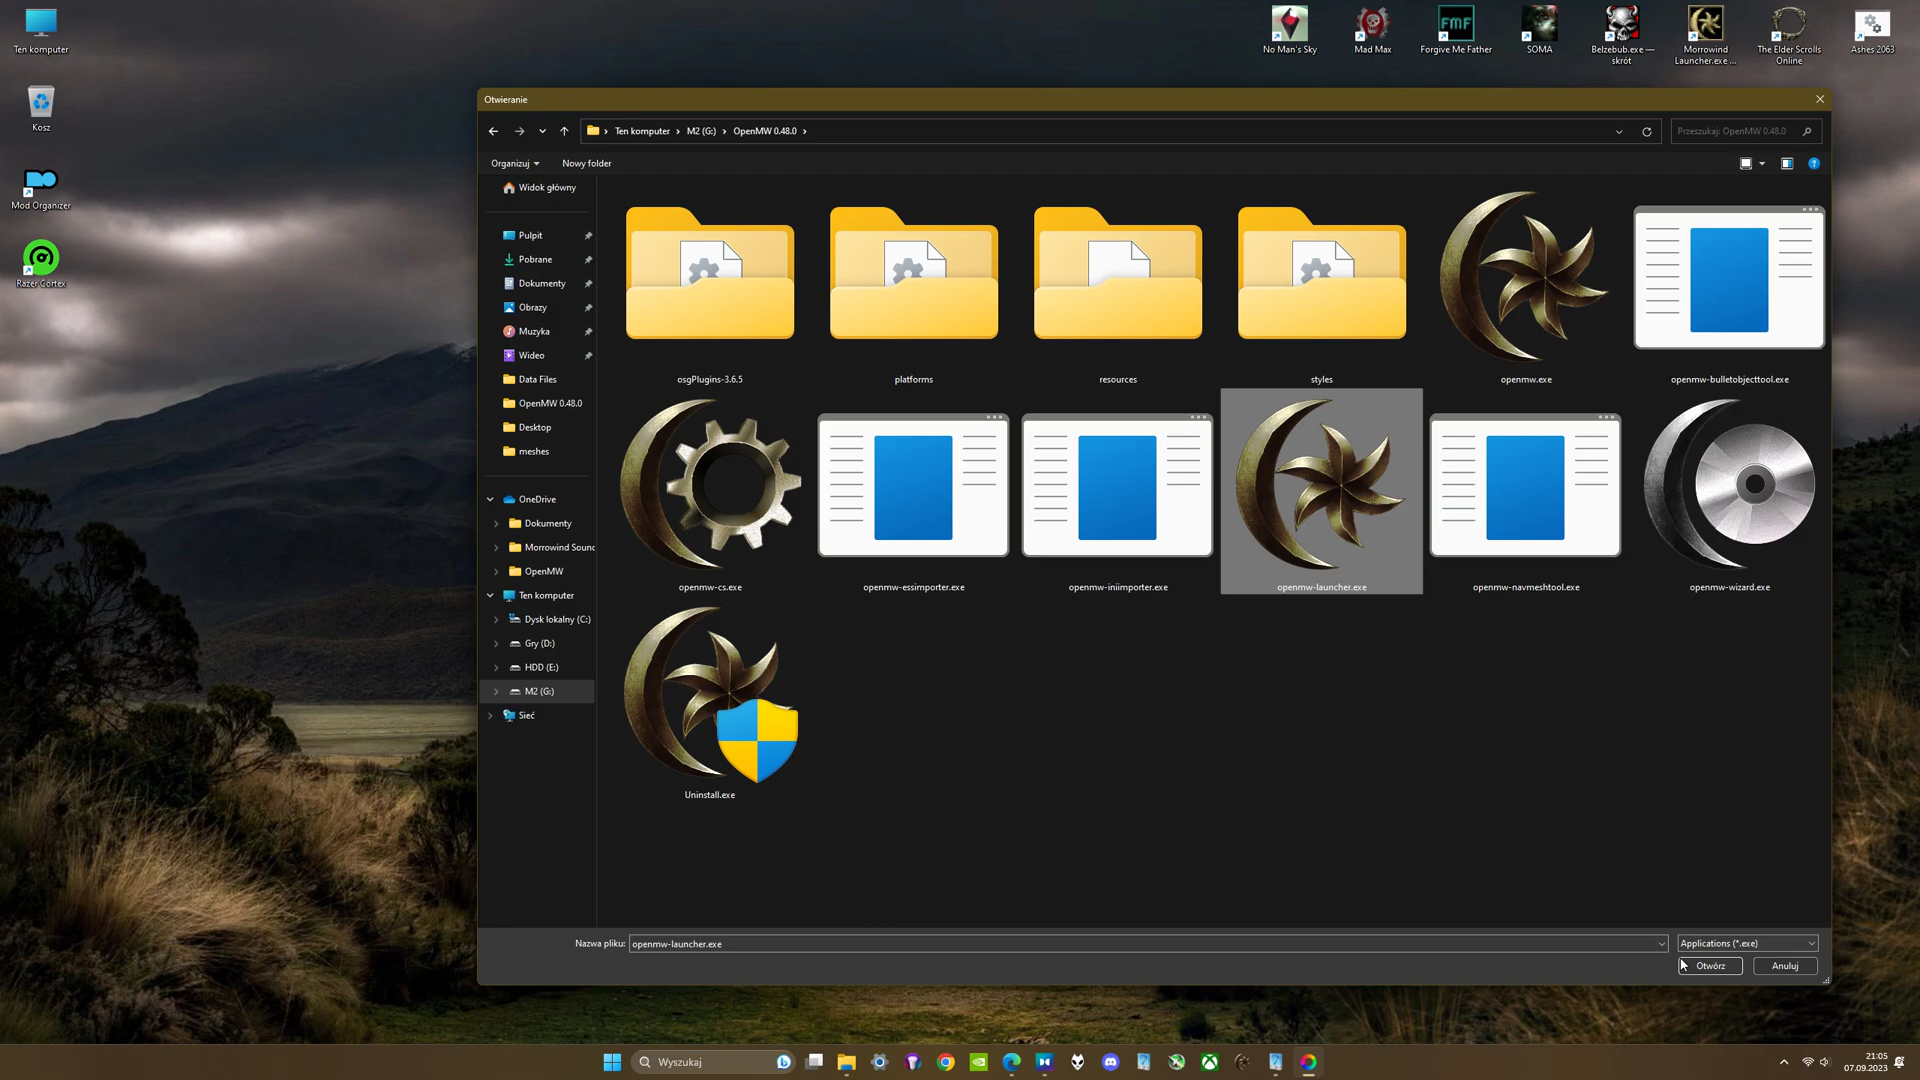 Ten komputer
Kosz
Mod Organizer
Razer Cortex
No Man's Sky
Mad Max
FMF
Forgive Me Father
SOMA
Belzebub.exe —
skrót
Morrowind
Launcher.exe ...
The Elder Scrolls
Online
Ashes 2063
Otwieranie
Ten komputer
M2 (G:)
OpenMW 0.48.0
Przeszukaj: OpenMW 0.48.0
Organizuj
Nowy folder
Widok główny
Pulpit
Pobrane
Dokumenty
Obrazy
Muzyka
Wideo
Data Files
OpenMW 0.48.0
Desktop
meshes
OneDrive
Dokumenty
Morrowind Sound
OpenMW
Ten komputer
Dysk lokalny (C:)
Gry (D:)
HDD (E:)
M2 (G:)
Sieć
osgPlugins-3.6.5
platforms
resources
styles
openmw.exe
openmw-bulletobjecttool.exe
openmw-cs.exe
openmw-essimporter.exe
openmw-iniimporter.exe
openmw-launcher.exe
openmw-navmeshtool.exe
openmw-wizard.exe
Uninstall.exe
Nazwa pliku:
openmw-launcher.exe
Applications (*.exe)
Otwórz
Anuluj
Wyszukaj
21:05
07.09.2023